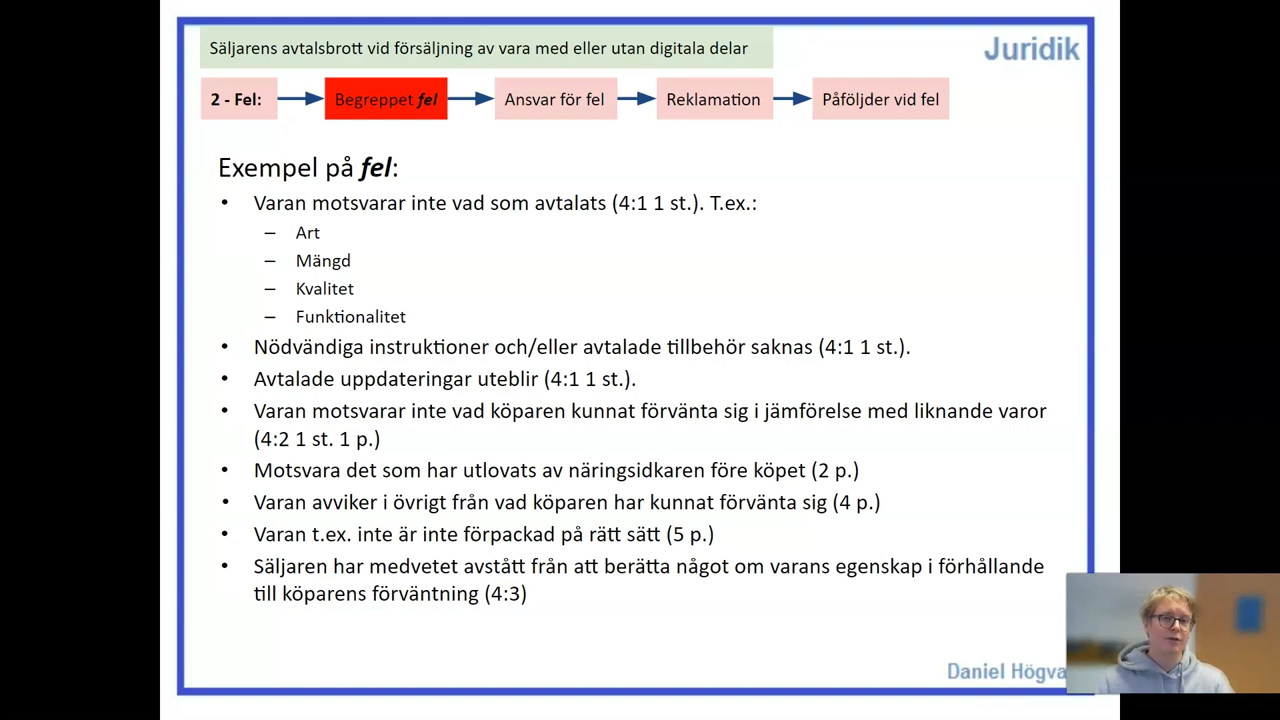 Säljarens avtalsbrott vid försäljning av vara med eller utan digitala delar
Juridik
2 - Fel:
Begreppet fel
Ansvar för fel
Reklamation
Påföljder vid fel
Exempel på fel:
• Varan motsvarar inte vad som avtalats (4:1 1 st.). T.ex.:
– Art
– Mängd
– Kvalitet
– Funktionalitet
• Nödvändiga instruktioner och/eller avtalade tillbehör saknas (4:1 1 st.).
• Avtalade uppdateringar uteblir (4:1 1 st.).
• Varan motsvarar inte vad köparen kunnat förvänta sig i jämförelse med liknande varor
(4:2 1 st. 1 p.)
• Motsvara det som har utlovats av näringsidkaren före köpet (2 p.)
• Varan avviker i övrigt från vad köparen har kunnat förvänta sig (4 p.)
• Varan t.ex. inte är inte förpackad på rätt sätt (5 p.)
• Säljaren har medvetet avstått från att berätta något om varans egenskap i förhållande
till köparens förväntning (4:3)
Daniel